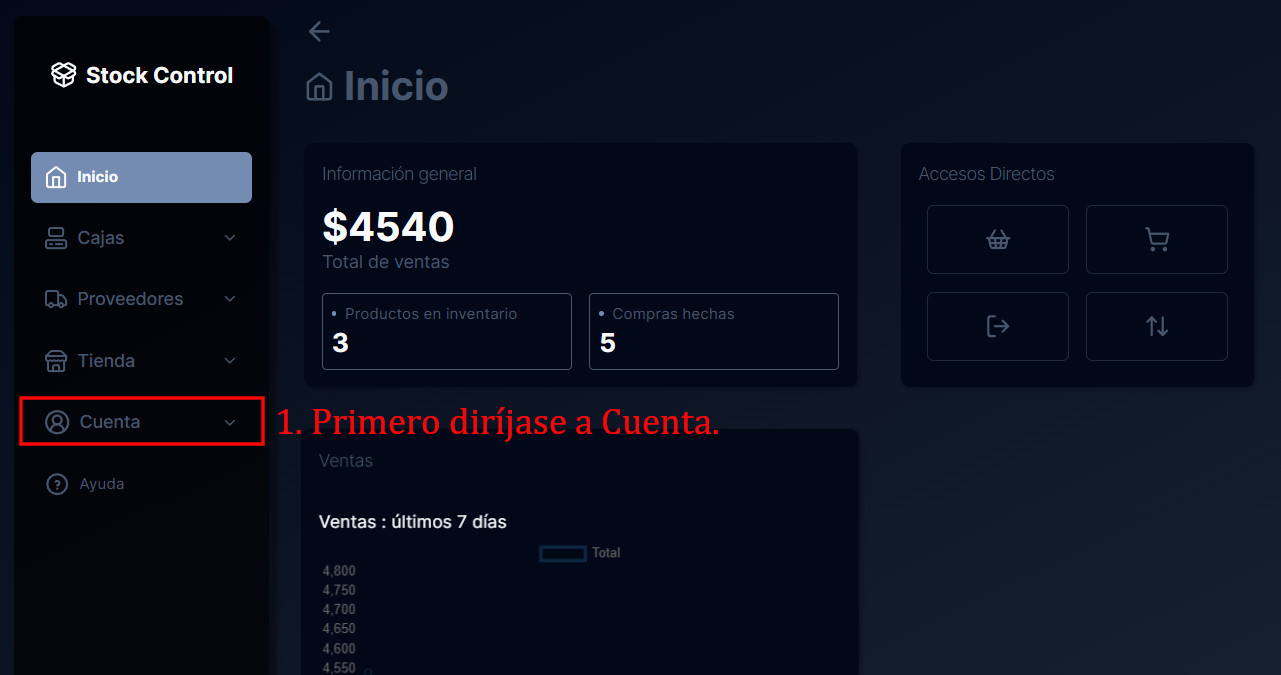 Stock Control
Inicio
Cajas
Proveedores
Tienda
Cuenta
Ayuda
Inicio
Información general
$4540
Total de ventas
Productos en inventario
3
Compras hechas
5
Accesos Directos
1. Primero diríjase a Cuenta.
Ventas
Ventas : últimos 7 días
Total
4,800
4,750
4,700
4,650
4,600
4,550